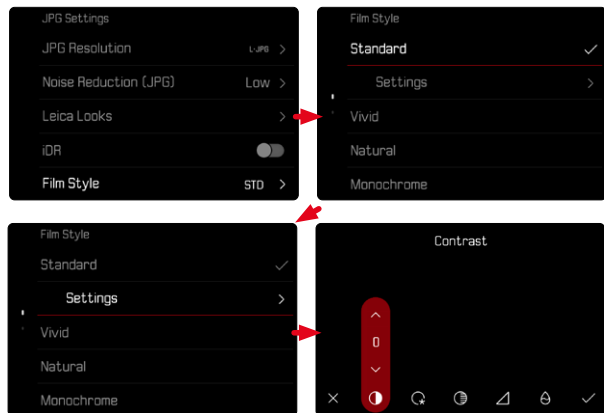 JPG Settings
JPG Resolution L-JPG
Noise Reduction (JPG) Low
Leica Looks
iDR
Film Style STD
Film Style
Standard
Settings
Vivid
Natural
Monochrome
Film Style
Standard
Settings
Vivid
Natural
Monochrome
Contrast
0